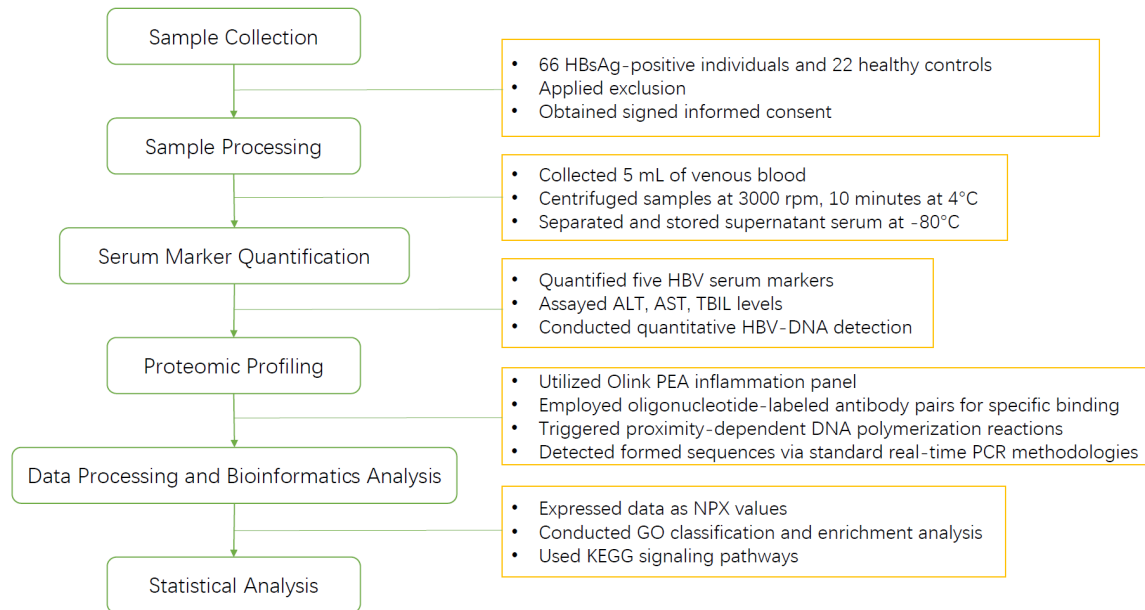 Sample Collection
• 66 HBsAg-positive individuals and 22 healthy controls
• Applied exclusion
• Obtained signed informed consent
Sample Processing
• Collected 5 mL of venous blood
• Centrifuged samples at 3000 rpm, 10 minutes at 4°C
• Separated and stored supernatant serum at -80°C
Serum Marker Quantification
• Quantified five HBV serum markers
• Assayed ALT, AST, TBIL levels
• Conducted quantitative HBV-DNA detection
Proteomic Profiling
• Utilized Olink PEA inflammation panel
• Employed oligonucleotide-labeled antibody pairs for specific binding
• Triggered proximity-dependent DNA polymerization reactions
• Detected formed sequences via standard real-time PCR methodologies
Data Processing and Bioinformatics Analysis
• Expressed data as NPX values
• Conducted GO classification and enrichment analysis
• Used KEGG signaling pathways
Statistical Analysis